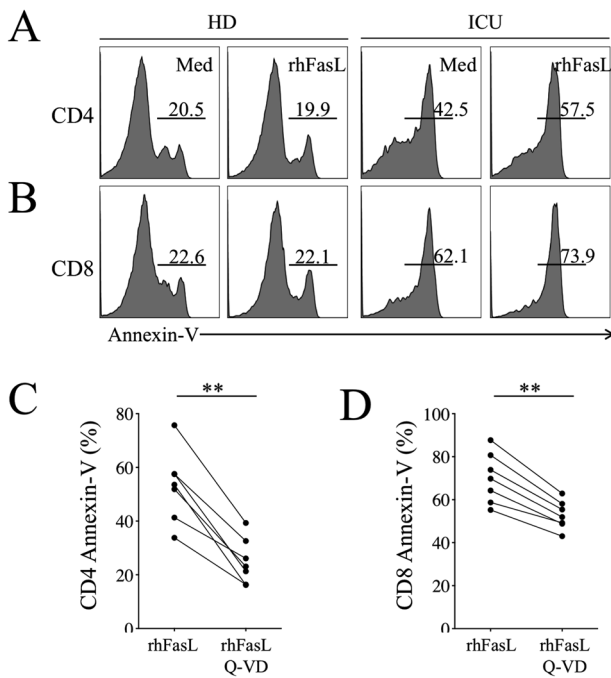 A
HD
ICU
Med
rhFasL
Med
rhFasL
CD4
20.5
19.9
42.5
57.5
B
CD8
22.6
22.1
62.1
73.9
Annexin-V
C
**
CD4 Annexin-V (%)
80
60
40
20
0
rhFasL
rhFasL
Q-VD
D
**
CD8 Annexin-V (%)
100
80
60
40
20
0
rhFasL
rhFasL
Q-VD